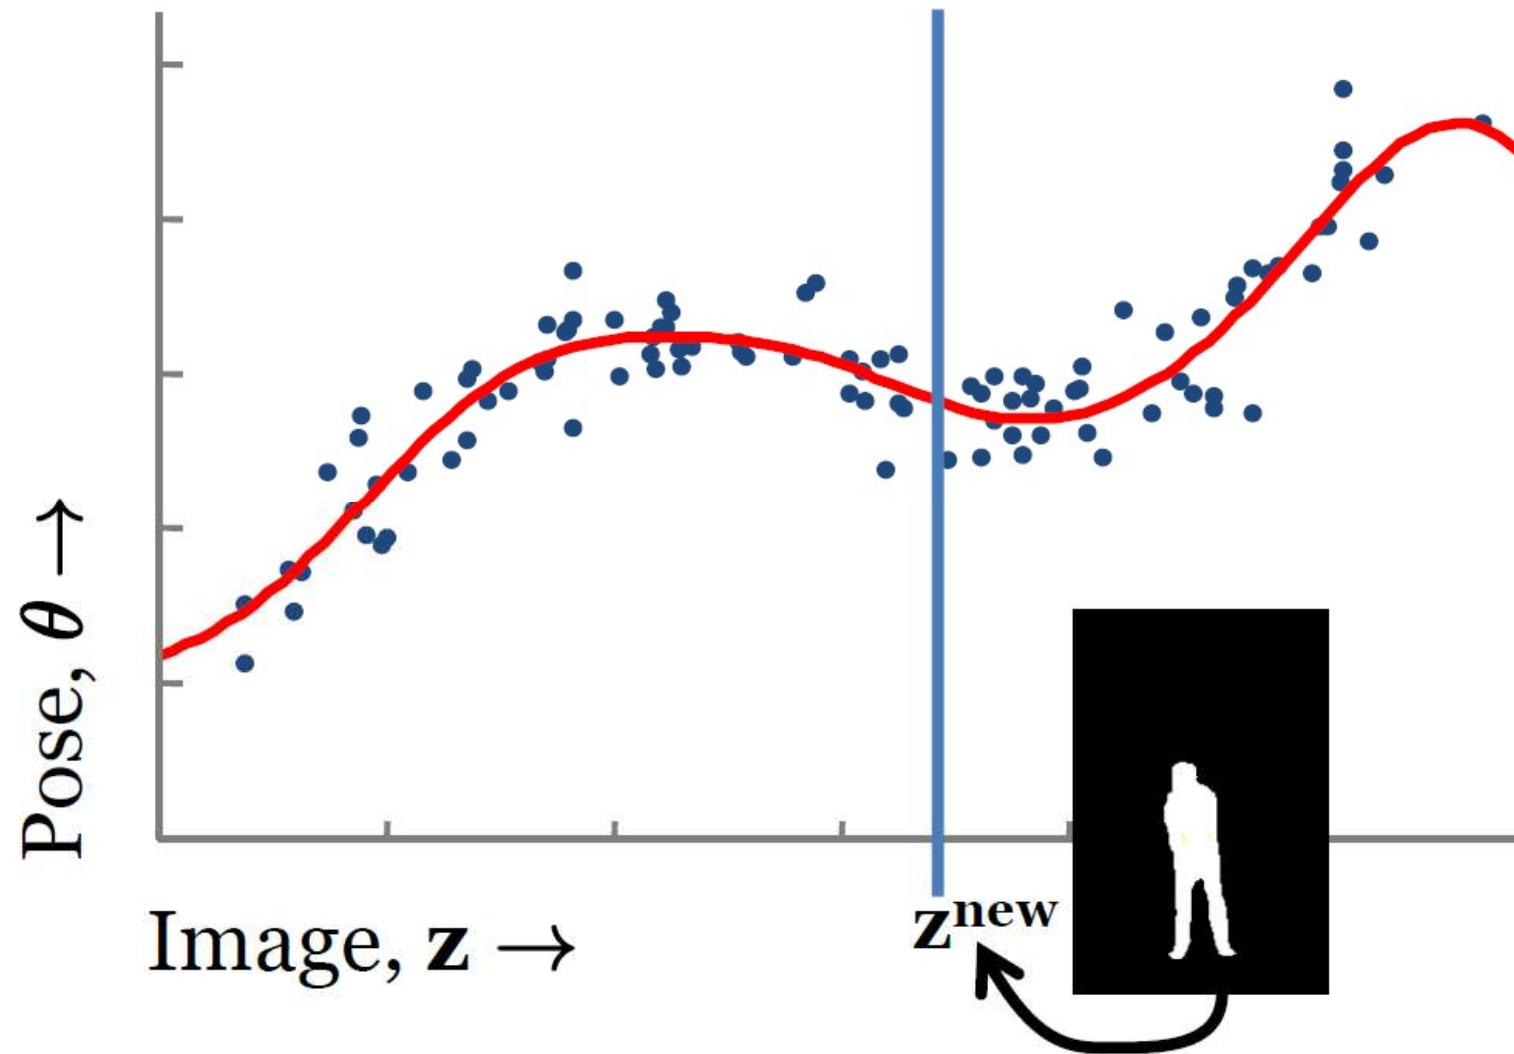 Pose, θ →
Image, z →
z^new